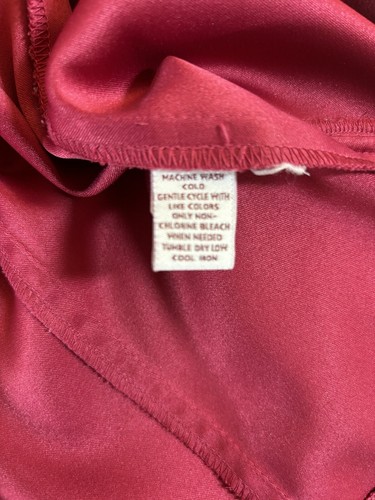 MACHINE WASH
COLD
GENTLE CYCLE WITH
LIKE COLORS
ONLY NON-
CHLORINE BLEACH
WHEN NEEDED
TUMBLE DRY LOW
COOL IRON